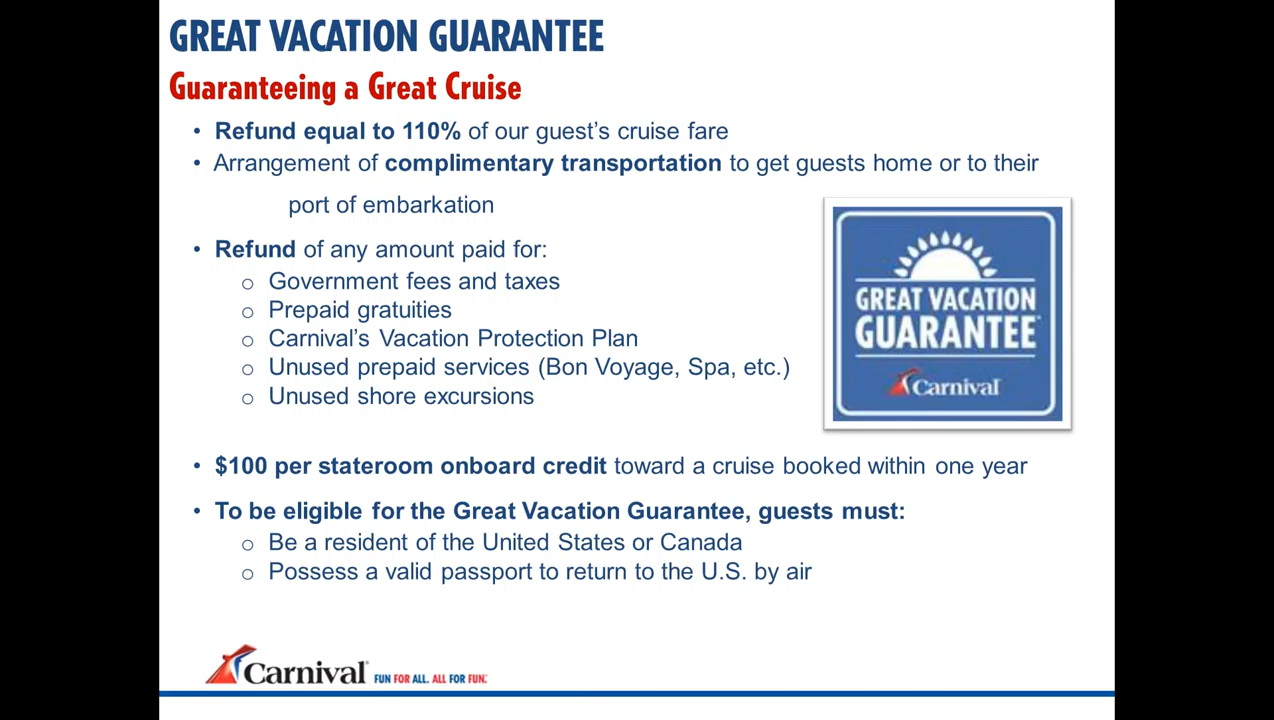 GREAT VACATION GUARANTEE
Guaranteeing a Great Cruise
• Refund equal to 110% of our guest's cruise fare
• Arrangement of complimentary transportation to get guests home or to their
port of embarkation
• Refund of any amount paid for:
o Government fees and taxes
o Prepaid gratuities
o Carnival's Vacation Protection Plan
o Unused prepaid services (Bon Voyage, Spa, etc.)
o Unused shore excursions
GREAT VACATION
GUARANTEE
Carnival
• $100 per stateroom onboard credit toward a cruise booked within one year
• To be eligible for the Great Vacation Guarantee, guests must:
o Be a resident of the United States or Canada
o Possess a valid passport to return to the U.S. by air
Carnival FUN FOR ALL. ALL FOR FUN.